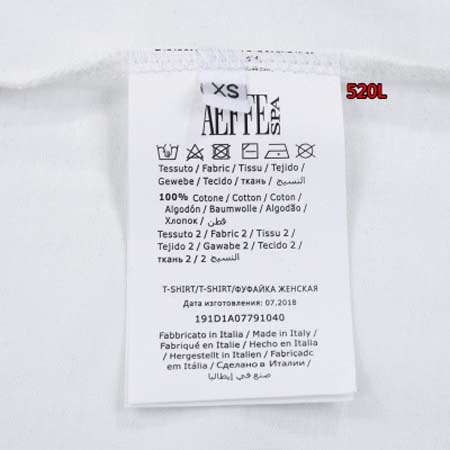 XS
520L
AEFFE SPA
Tessuto / Fabric / Tissu / Tejido /
Gewebe / Tecido / ткань / النسيج
100% Cotone / Cotton / Coton /
Algodón / Baumwolle / Algodão /
Хлопок / قطن
Tessuto 2 / Fabric 2 / Tissu 2 /
Tejido 2 / Gawabe 2 / Tecido 2 /
ткань 2 / 2 النسيج
T-SHIRT/T-SHIRT/ФУФАЙКА ЖЕНСКАЯ
Дата изготовления: 07.2018
191D1A07791040
Fabbricato in Italia / Made in Italy /
Fabriqué en Italie / Hecho en Italia
/ Hergestellt in Italien / Fabricado
em Itália / Сделано в Италии /
صنع في إيطاليا